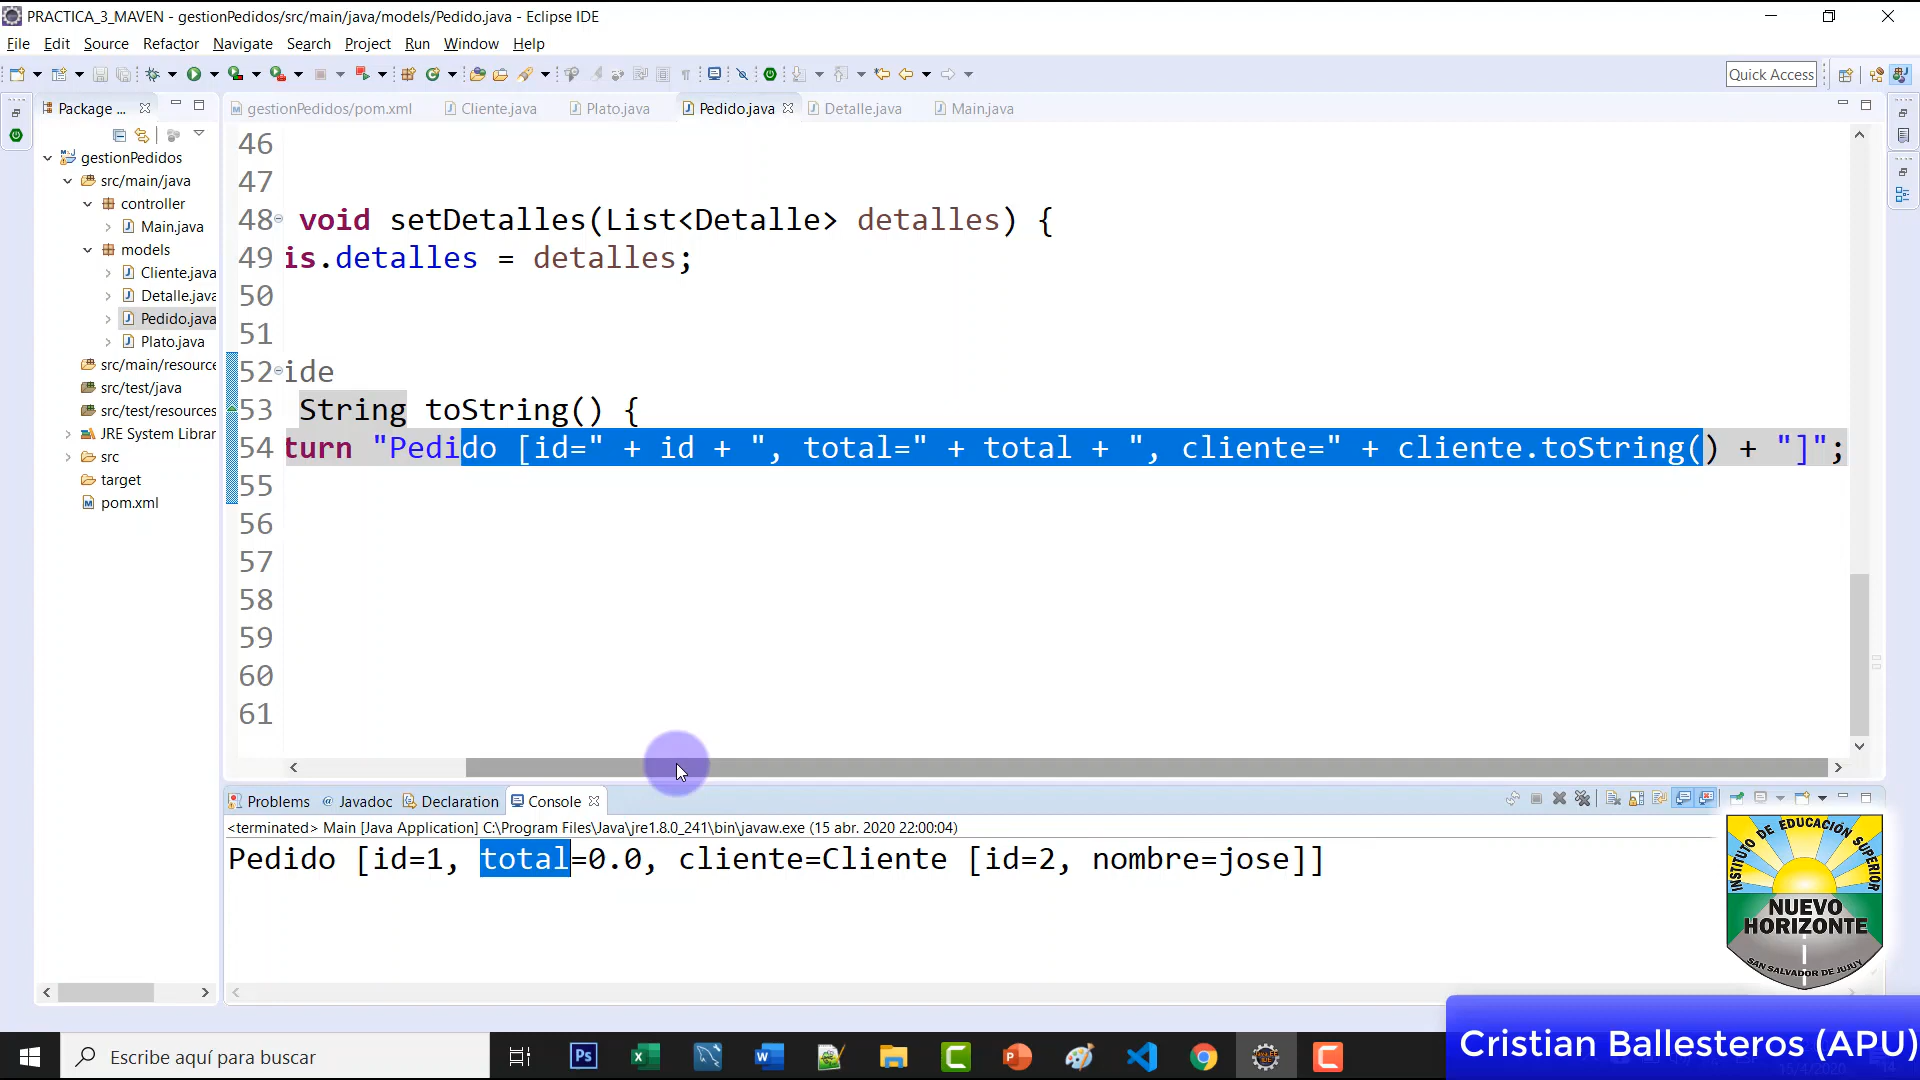 PRACTICA_3_MAVEN - gestionPedidos/src/main/java/models/Pedido.java - Eclipse IDE
File Edit Source Refactor Navigate Search Project Run Window Help
Quick Access
Package ...
gestionPedidos/pom.xml Cliente.java Plato.java Pedido.java Detalle.java Main.java
gestionPedidos
src/main/java
controller
Main.java
models
Cliente.java
Detalle.java
Pedido.java
Plato.java
src/main/resource
src/test/java
src/test/resources
JRE System Librar
src
target
pom.xml
46
47
48 void setDetalles(List<Detalle> detalles) {
49 is.detalles = detalles;
50
51
52 ide
53 String toString() {
54 turn "Pedido [id=" + id + ", total=" + total + ", cliente=" + cliente.toString() + "]";
55
56
57
58
59
60
61
Problems @ Javadoc Declaration Console
<terminated> Main [Java Application] C:\Program Files\Java\jre1.8.0_241\bin\javaw.exe (15 abr. 2020 22:00:04)
Pedido [id=1, total=0.0, cliente=Cliente [id=2, nombre=jose]]
INSTITUTO DE EDUCACIÓN SUPERIOR
NUEVO
HORIZONTE
SAN SALVADOR DE JUJUY
Cristian Ballesteros (APU)
Escribe aquí para buscar
15/4/2020